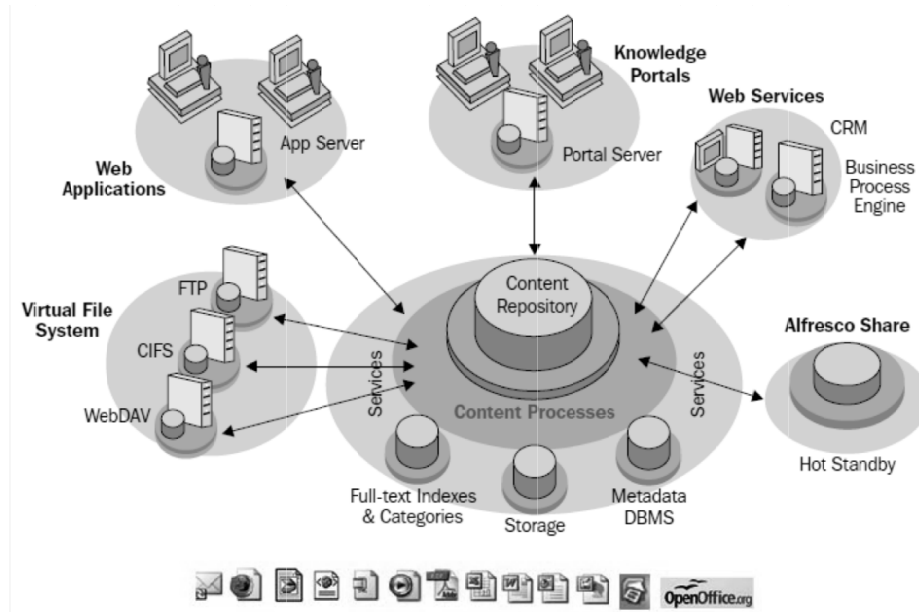 Knowledge
Portals
Web Services
App Server
Portal Server
CRM
Web
Applications
Business
Process
Engine
FTP
Content
Repository
Virtual File
System
CIFS
Alfresco Share
Services
Services
WebDAV
Content Processes
Hot Standby
Full-text Indexes
& Categories
Storage
Metadata
DBMS
OpenOffice.org